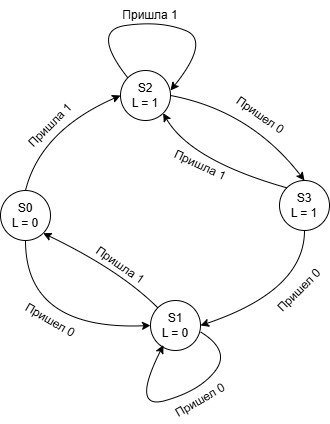 Пришла 1
S2
L = 1
Пришла 1
Пришел 0
Пришла 1
S3
L = 1
S0
L = 0
Пришла 1
Пришел 0
Пришел 0
S1
L = 0
Пришел 0